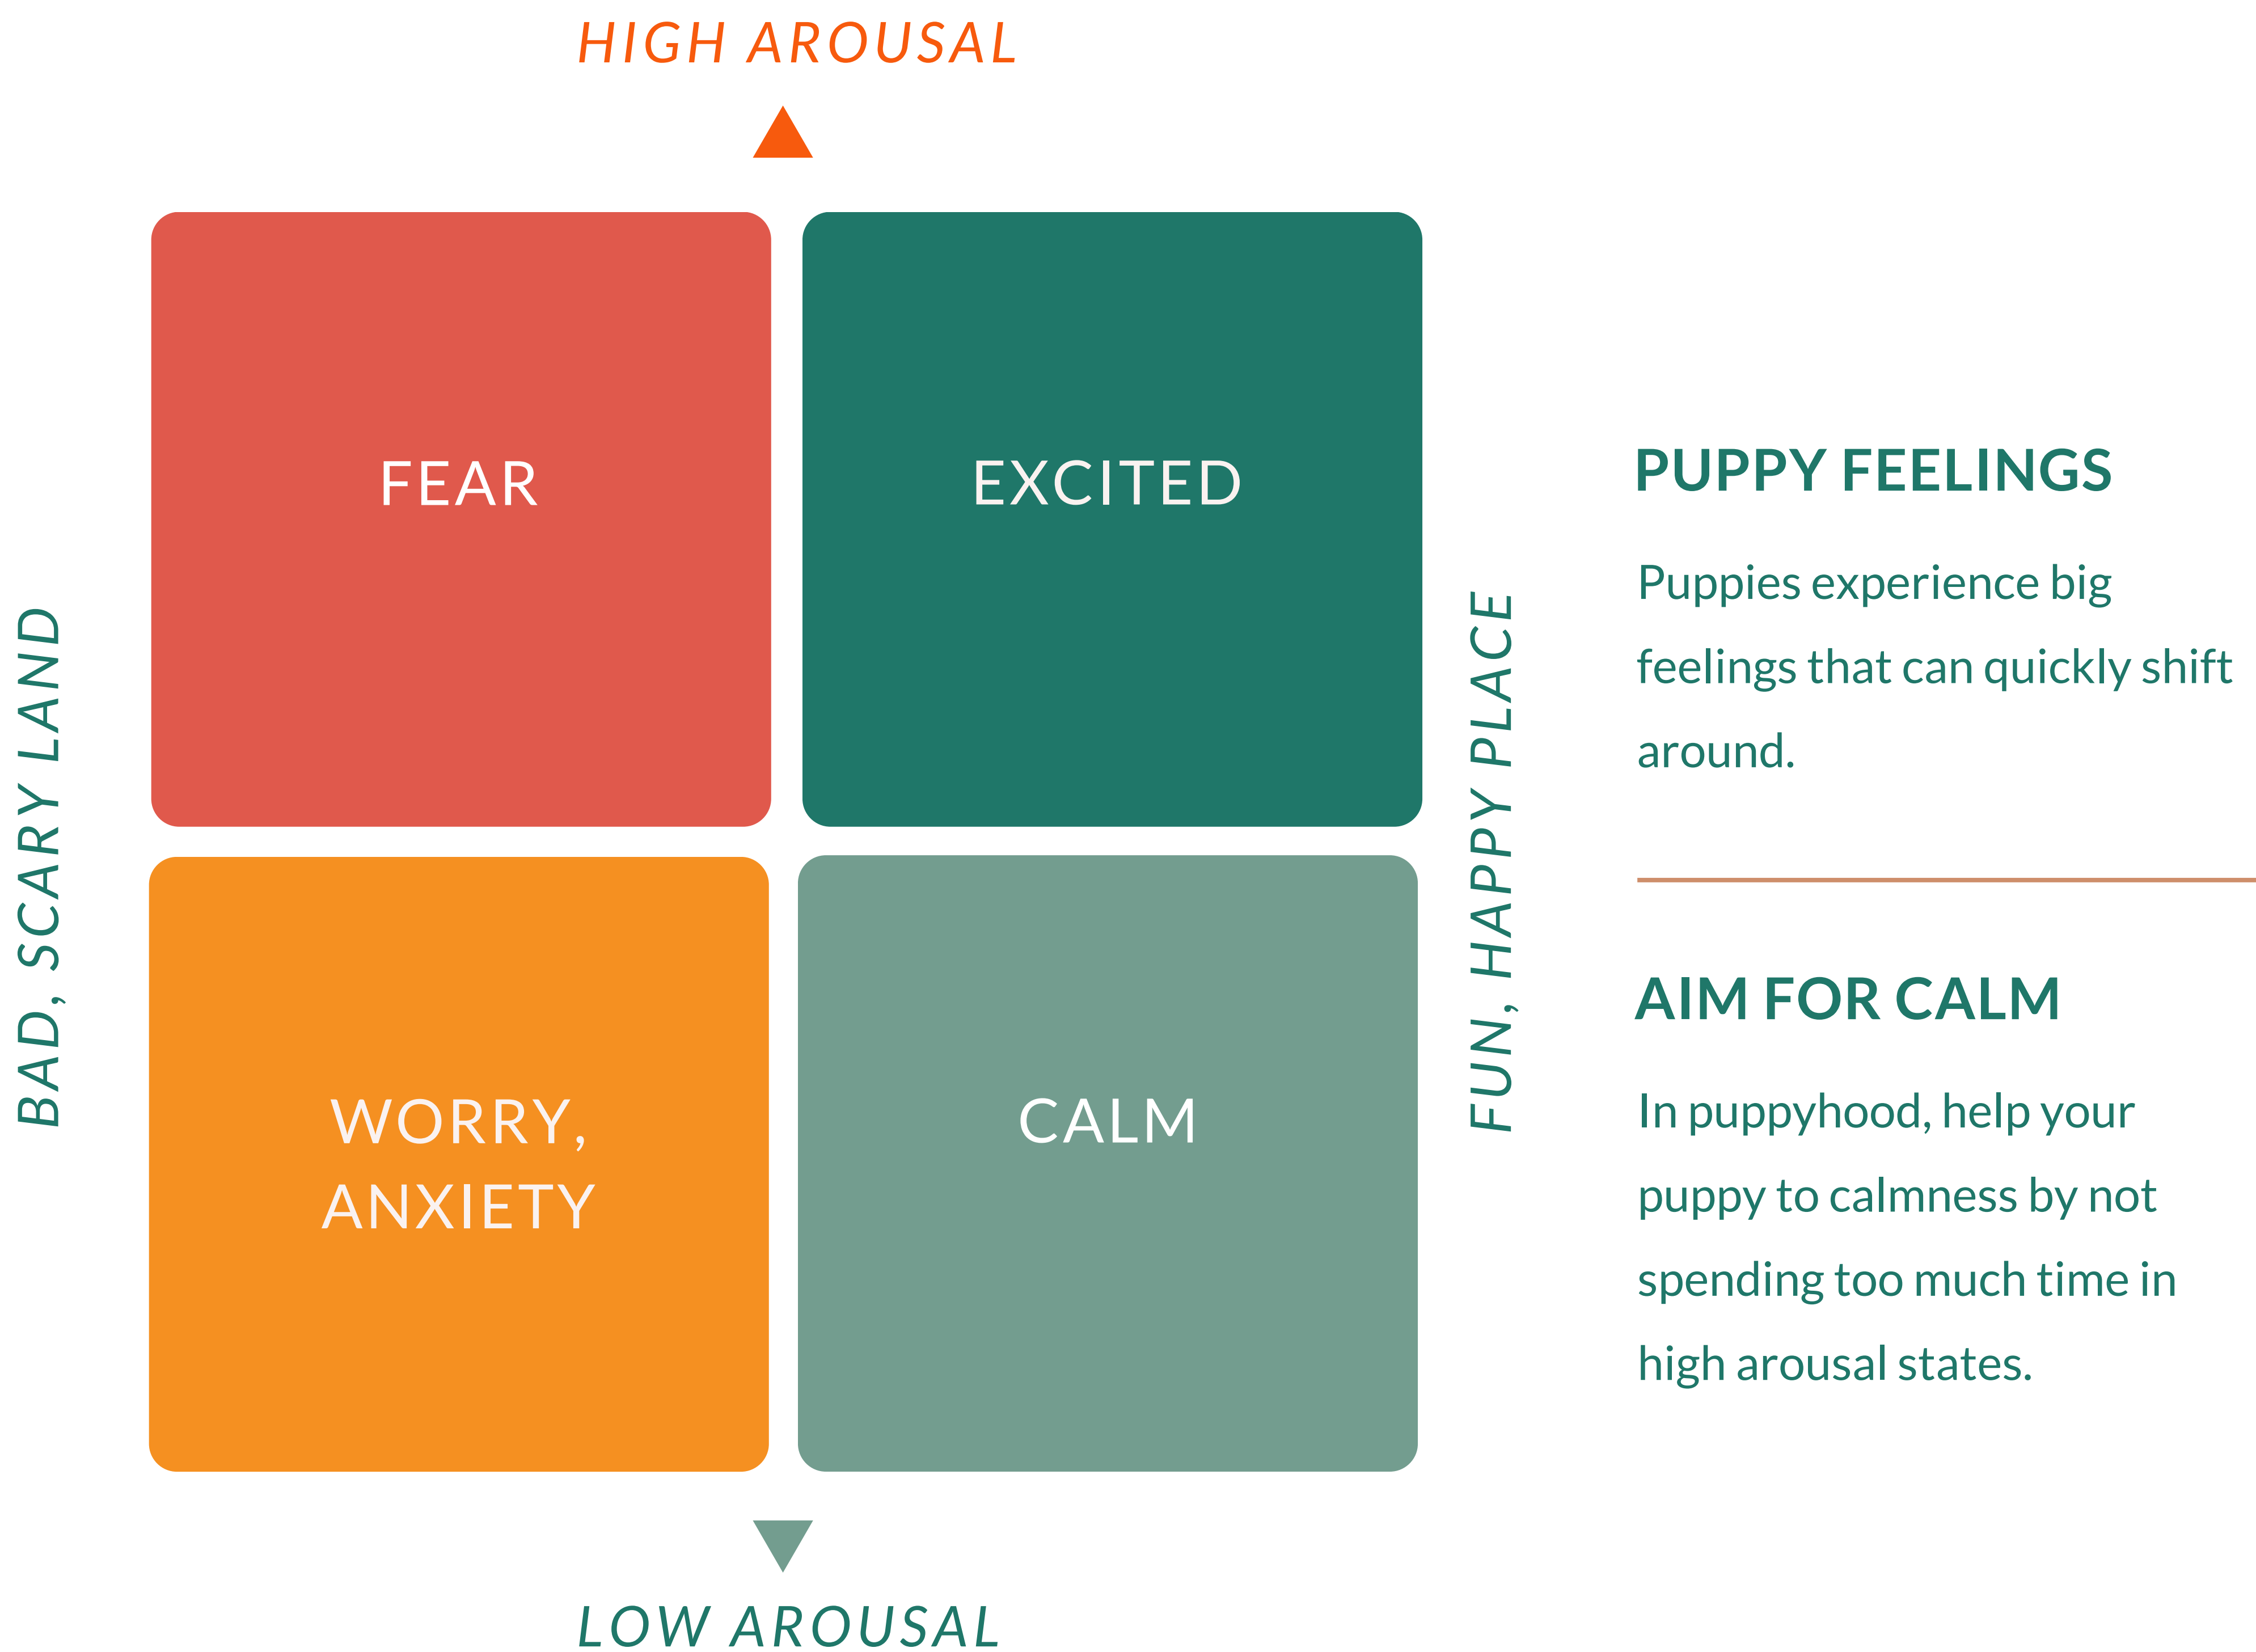 HIGH AROUSAL
BAD, SCARY LAND
FEAR
EXCITED
WORRY,
ANXIETY
CALM
FUN, HAPPY PLACE
LOW AROUSAL
PUPPY FEELINGS
Puppies experience big
feelings that can quickly shift
around.
AIM FOR CALM
In puppyhood, help your
puppy to calmness by not
spending too much time in
high arousal states.